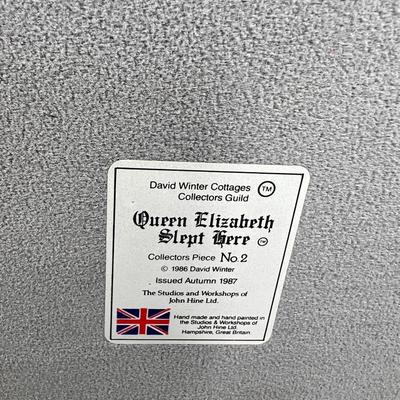 David Winter Cottages TM
Collectors Guild
Queen Elizabeth
Slept Here TM
Collectors Piece No. 2
© 1986 David Winter
Issued Autumn 1987
The Studios and Workshops of
John Hine Ltd.
Hand made and hand painted in
the Studios & Workshops of
John Hine Ltd.
Hampshire, Great Britain.